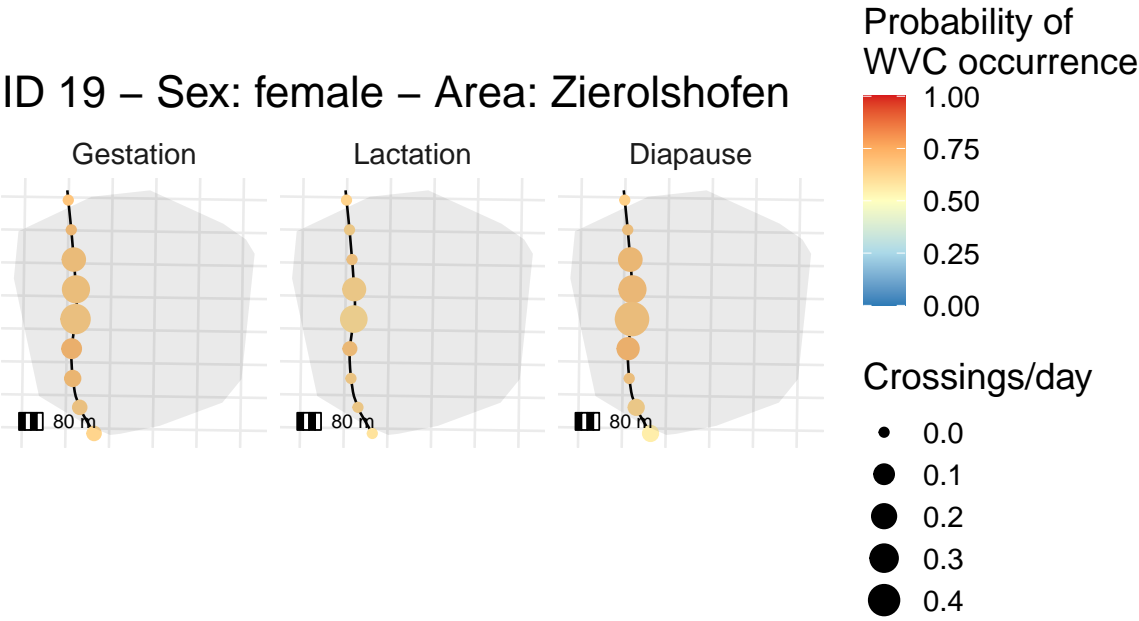 Probability of
WVC occurrence
ID 19 – Sex: female – Area: Zierolshofen
1.00
0.75
0.50
0.25
0.00
Gestation
Lactation
Diapause
80 m
80 m
80 m
Crossings/day
0.0
0.1
0.2
0.3
0.4